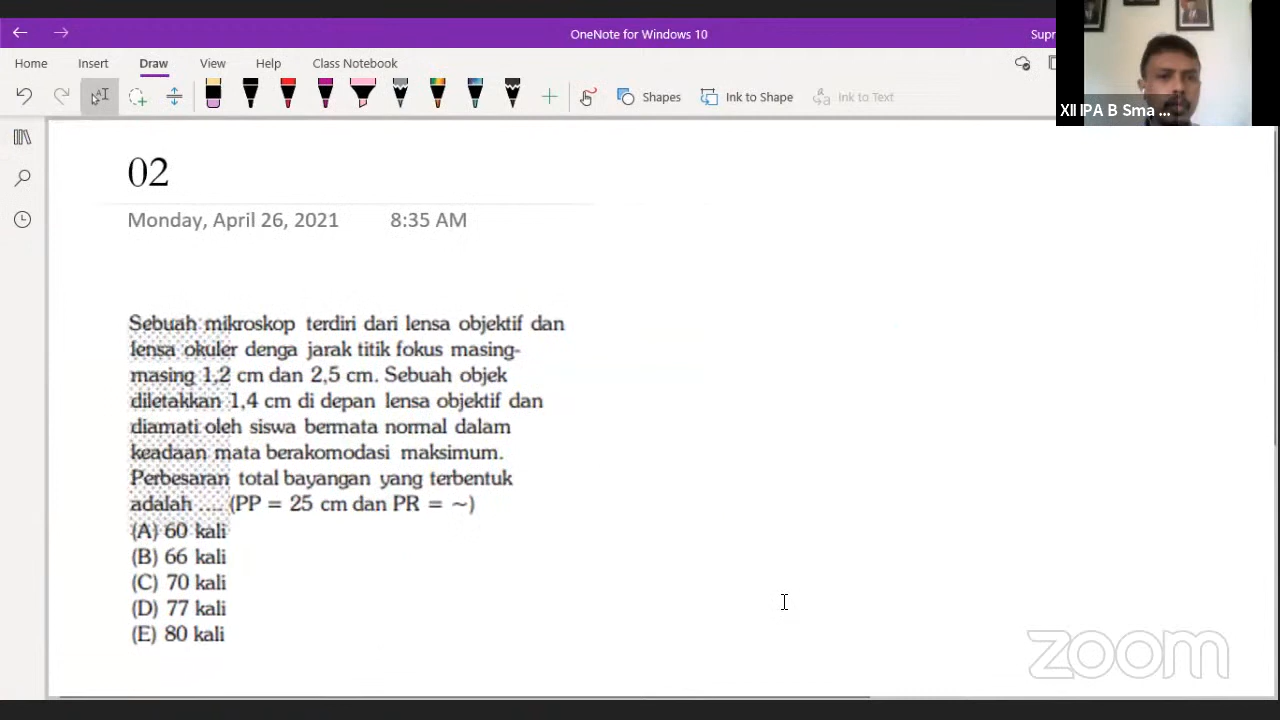 OneNote for Windows 10
Supr
Home Insert Draw View Help Class Notebook
Shapes Ink to Shape Ink to Text
XII IPA B Sma ...
02
Monday, April 26, 2021 8:35 AM
Sebuah mikroskop terdiri dari lensa objektif dan
lensa okuler denga jarak titik fokus masing-
masing 1,2 cm dan 2,5 cm. Sebuah objek
diletakkan 1,4 cm di depan lensa objektif dan
diamati oleh siswa bermata normal dalam
keadaan mata berakomodasi maksimum.
Perbesaran total bayangan yang terbentuk
adalah .... (PP = 25 cm dan PR = ~)
(A) 60 kali
(B) 66 kali
(C) 70 kali
(D) 77 kali
(E) 80 kali
zoom